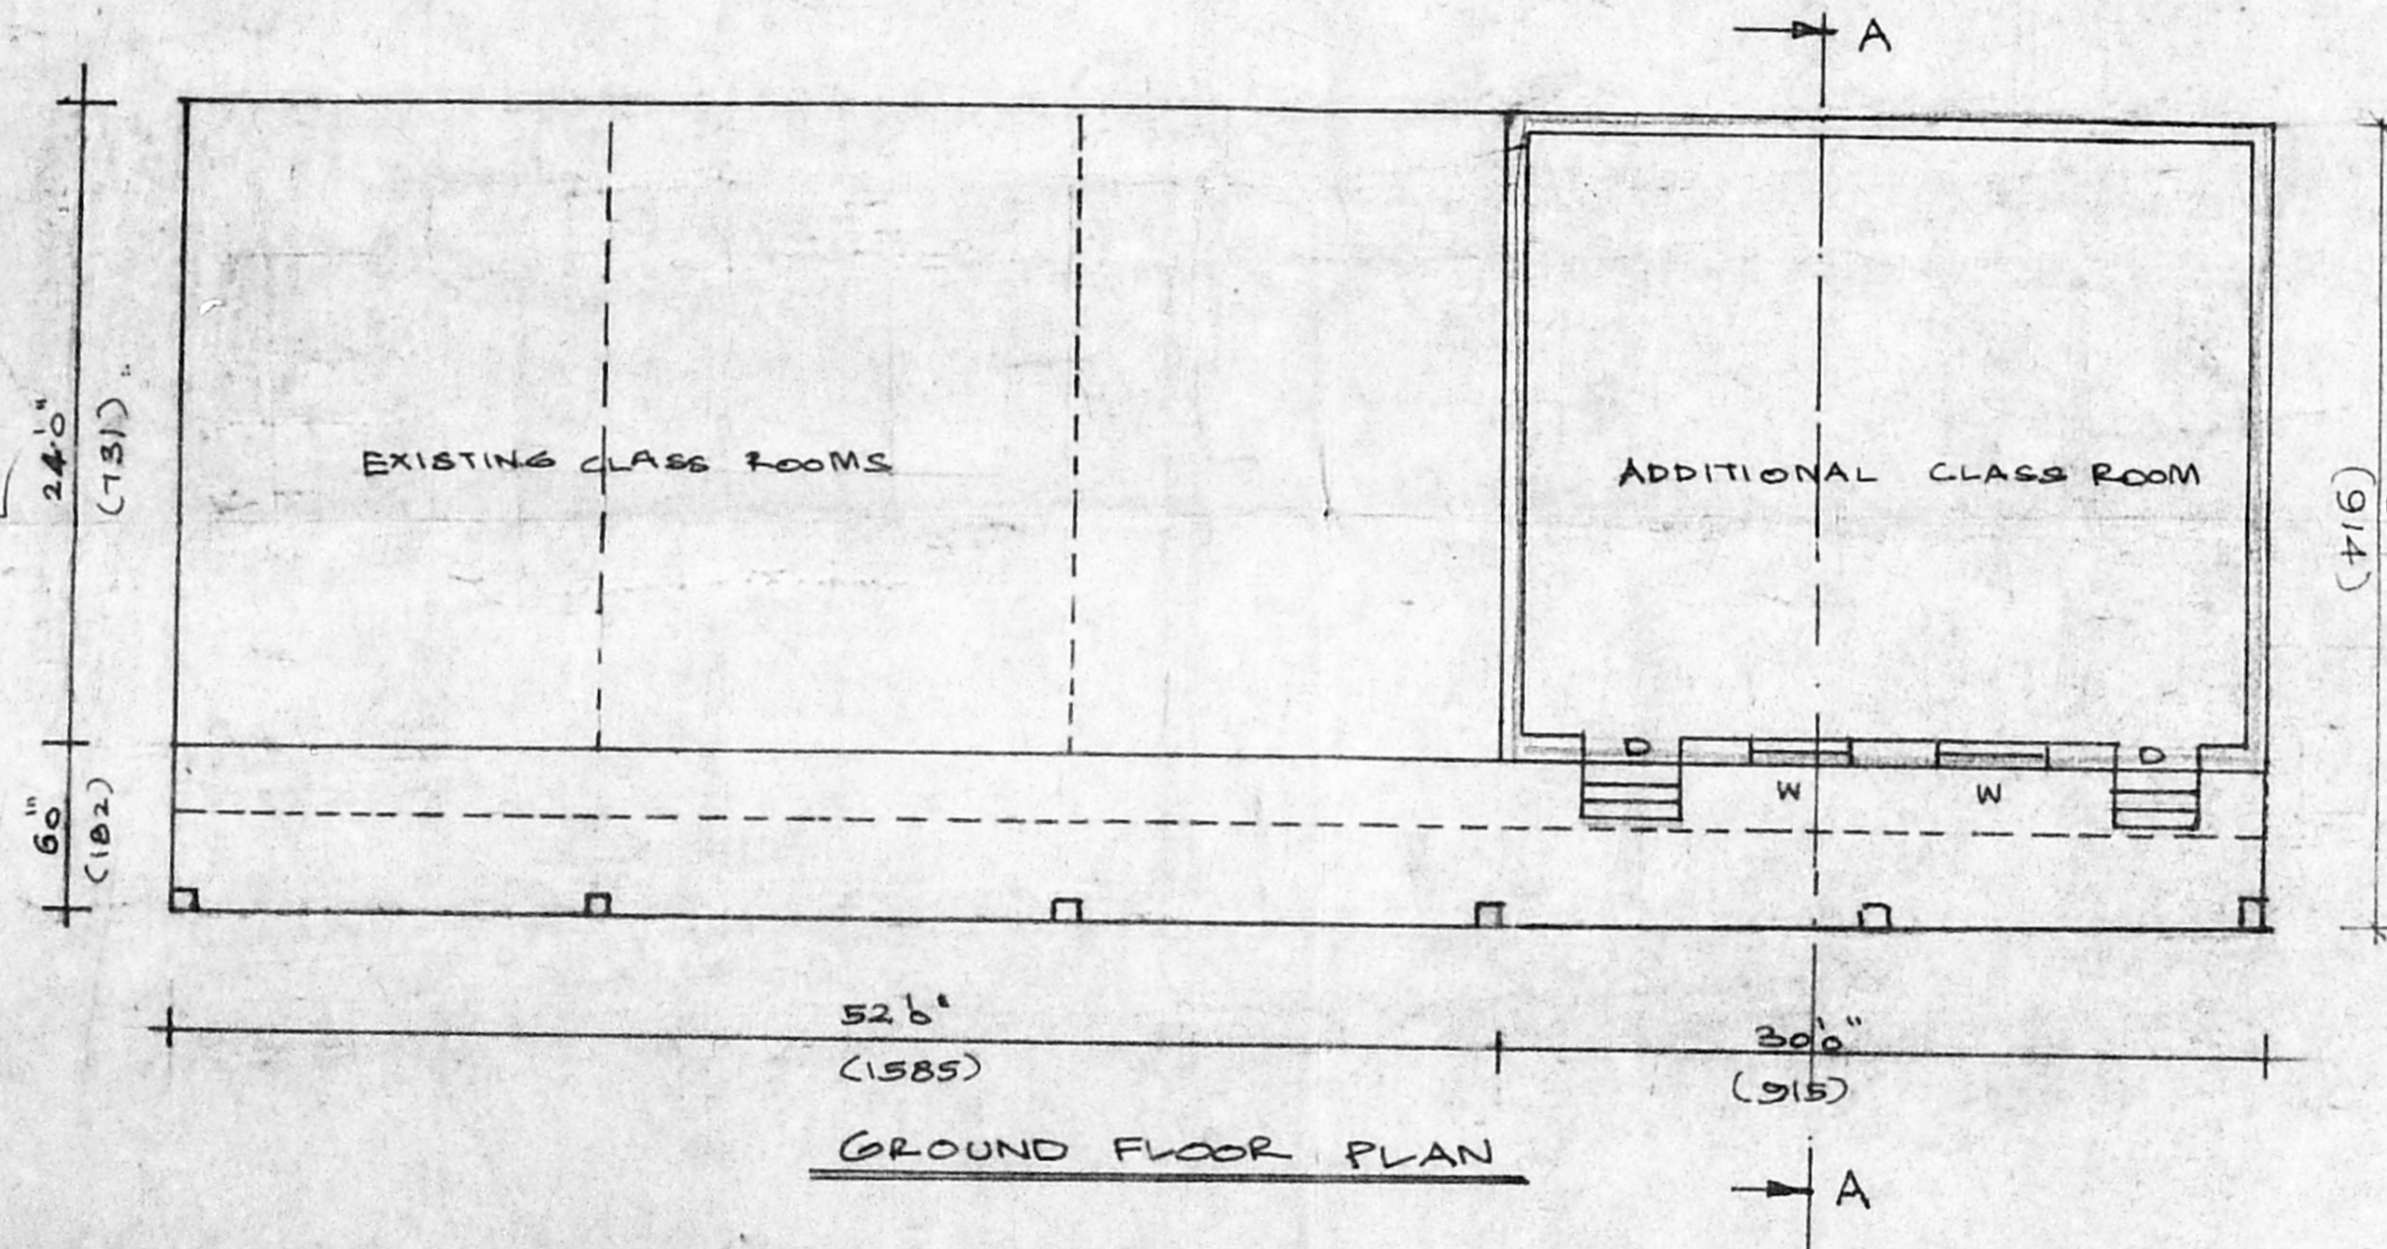 A
24'0"
(731)
EXISTING CLASS ROOMS
ADDITIONAL CLASS ROOM
(914)
D
D
W
W
6'0"
(182)
52'0"
(1585)
30'0"
(915)
GROUND FLOOR PLAN
A